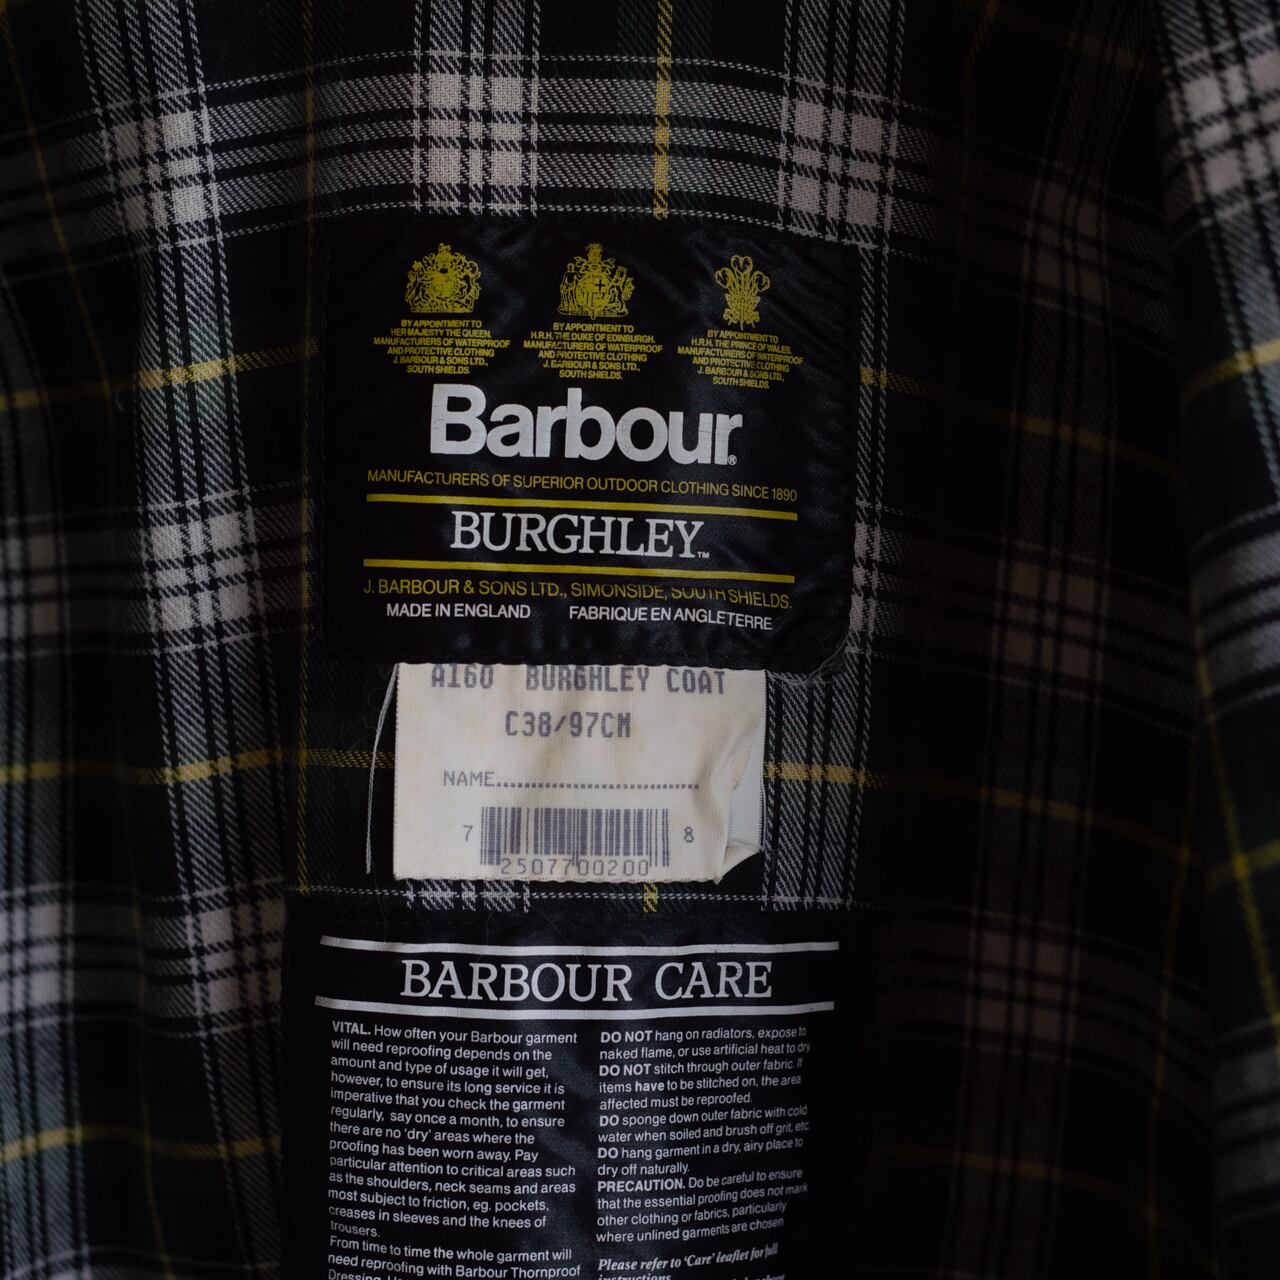 BY APPOINTMENT TO
HER MAJESTY THE QUEEN.
MANUFACTURERS OF WATERPROOF
AND PROTECTIVE CLOTHING
J. BARBOUR & SONS LTD.,
SOUTH SHIELDS.
BY APPOINTMENT TO
H.R.H. THE DUKE OF EDINBURGH.
MANUFACTURERS OF WATERPROOF
AND PROTECTIVE CLOTHING
J. BARBOUR & SONS LTD.,
SOUTH SHIELDS.
BY APPOINTMENT TO
H.R.H. THE PRINCE OF WALES.
MANUFACTURERS OF WATERPROOF
AND PROTECTIVE CLOTHING
J. BARBOUR & SONS LTD.,
SOUTH SHIELDS.
Barbour®
MANUFACTURERS OF SUPERIOR OUTDOOR CLOTHING SINCE 1890
BURGHLEY™
J. BARBOUR & SONS LTD., SIMONSIDE, SOUTH SHIELDS.
MADE IN ENGLAND FABRIQUE EN ANGLETERRE
A160 BURGHLEY COAT
C38/97CM
NAME................................
7 8
2507700200
BARBOUR CARE
VITAL. How often your Barbour garment
will need reproofing depends on the
amount and type of usage it will get,
however, to ensure its long service it is
imperative that you check the garment
regularly, say once a month, to ensure
there are no 'dry' areas where the
proofing has been worn away. Pay
particular attention to critical areas such
as the shoulders, neck seams and areas
most subject to friction, eg. pockets,
creases in sleeves and the knees of
trousers.
From time to time the whole garment will
need reproofing with Barbour Thornproof
Dressing.
DO NOT hang on radiators, expose to
naked flame, or use artificial heat to dry
DO NOT stitch through outer fabric. If
items have to be stitched on, the area
affected must be reproofed.
DO sponge down outer fabric with cold
water when soiled and brush off grit, etc.
DO hang garment in a dry, airy place to
dry off naturally.
PRECAUTION. Do be careful to ensure
that the essential proofing does not mark
other clothing or fabrics, particularly
where unlined garments are chosen
Please refer to 'Care' leaflet for full
instructions